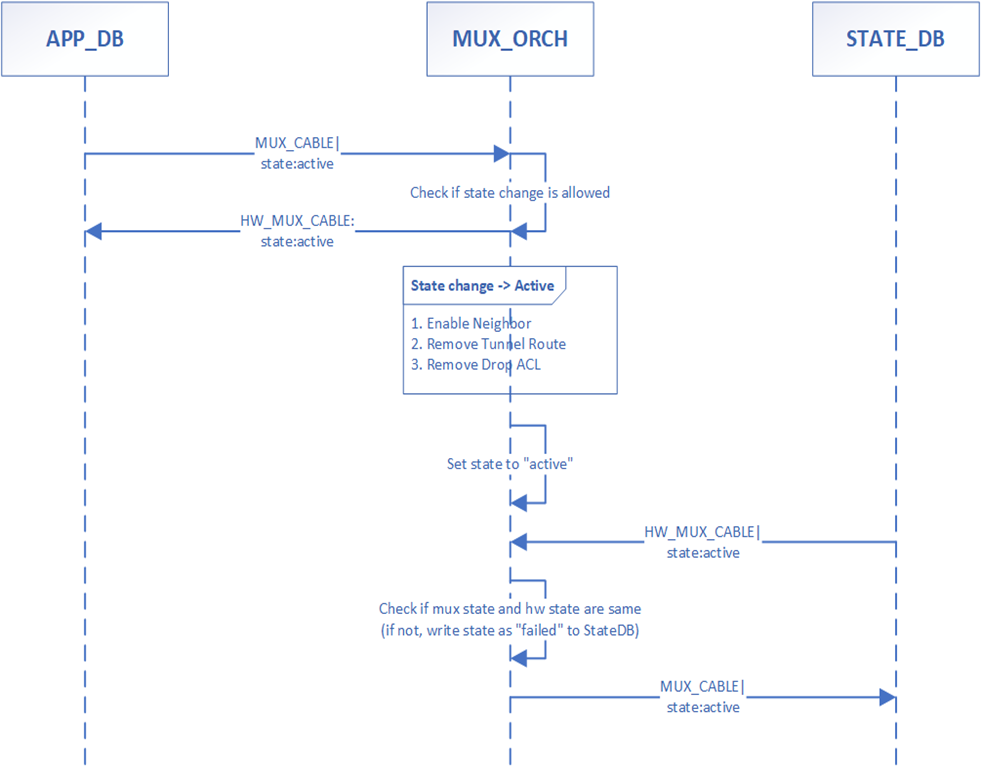 APP_DB
MUX_ORCH
STATE_DB
MUX_CABLE|
state:active
Check if state change is allowed
HW_MUX_CABLE:
state:active
State change -> Active
1. Enable Neighbor
2. Remove Tunnel Route
3. Remove Drop ACL
Set state to "active"
HW_MUX_CABLE|
state:active
Check if mux state and hw state are same
(if not, write state as "failed" to StateDB)
MUX_CABLE|
state:active